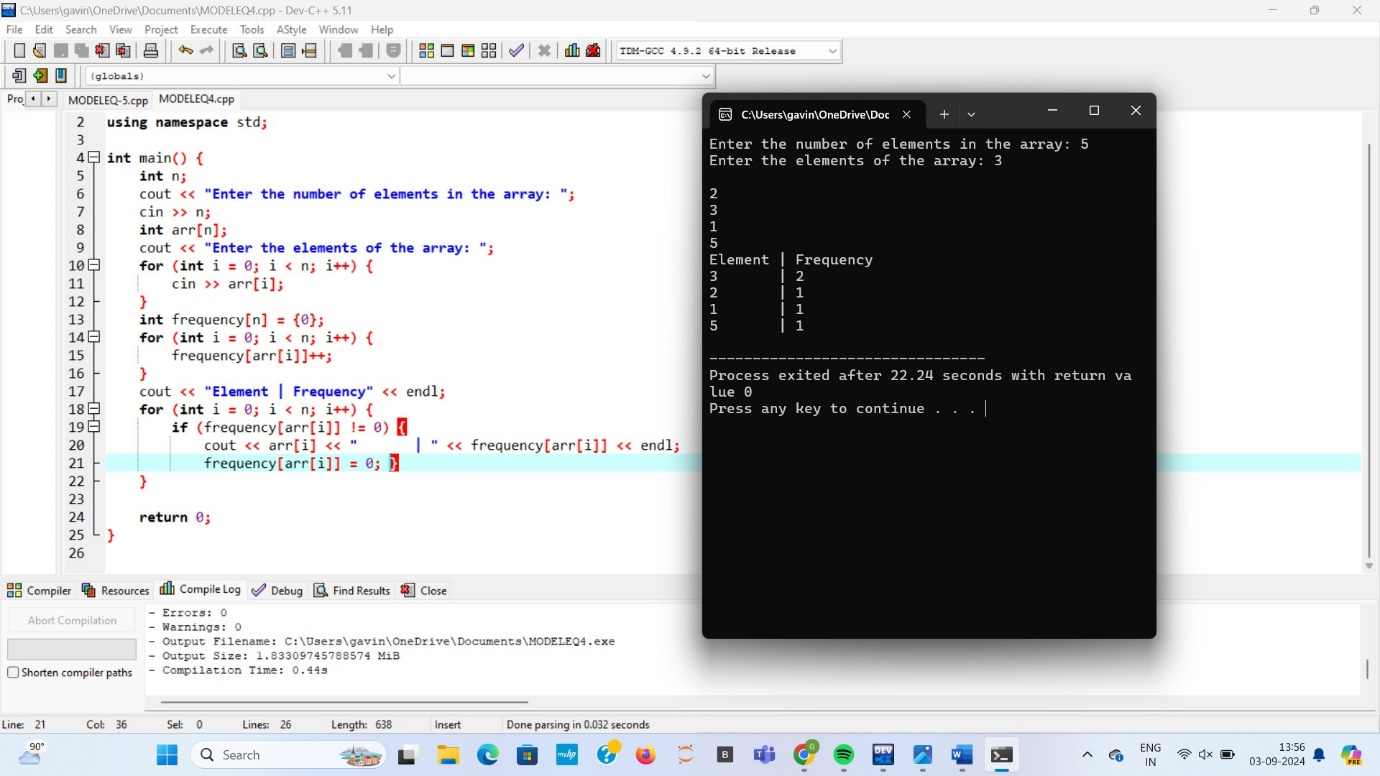 C:\Users\gavin\OneDrive\Documents\MODELEQ4.cpp - Dev-C++ 5.11
File Edit Search View Project Execute Tools AStyle Window Help
TDM-GCC 4.9.2 64-bit Release
(globals)
MODELEQ-5.cpp MODELEQ4.cpp
2 using namespace std;
3
4 int main() {
5 int n;
6 cout << "Enter the number of elements in the array: ";
7 cin >> n;
8 int arr[n];
9 cout << "Enter the elements of the array: ";
10 for (int i = 0; i < n; i++) {
11 cin >> arr[i];
12 }
13 int frequency[n] = {0};
14 for (int i = 0; i < n; i++) {
15 frequency[arr[i]]++;
16 }
17 cout << "Element | Frequency" << endl;
18 for (int i = 0; i < n; i++) {
19 if (frequency[arr[i]] != 0) {
20 cout << arr[i] << "       | " << frequency[arr[i]] << endl;
21 frequency[arr[i]] = 0; }
22 }
23
24 return 0;
25 }
26
C:\Users\gavin\OneDrive\Doc
Enter the number of elements in the array: 5
Enter the elements of the array: 3
2
3
1
5
Element | Frequency
3       | 2
2       | 1
1       | 1
5       | 1
--------------------------------
Process exited after 22.24 seconds with return va
lue 0
Press any key to continue . . .
Compiler Resources Compile Log Debug Find Results Close
Abort Compilation
Shorten compiler paths
- Errors: 0
- Warnings: 0
- Output Filename: C:\Users\gavin\OneDrive\Documents\MODELEQ4.exe
- Output Size: 1.83309745788574 MiB
- Compilation Time: 0.44s
Line: 21 Col: 36 Sel: 0 Lines: 26 Length: 638 Insert Done parsing in 0.032 seconds
90°
Search
ENG
IN
13:56
03-09-2024